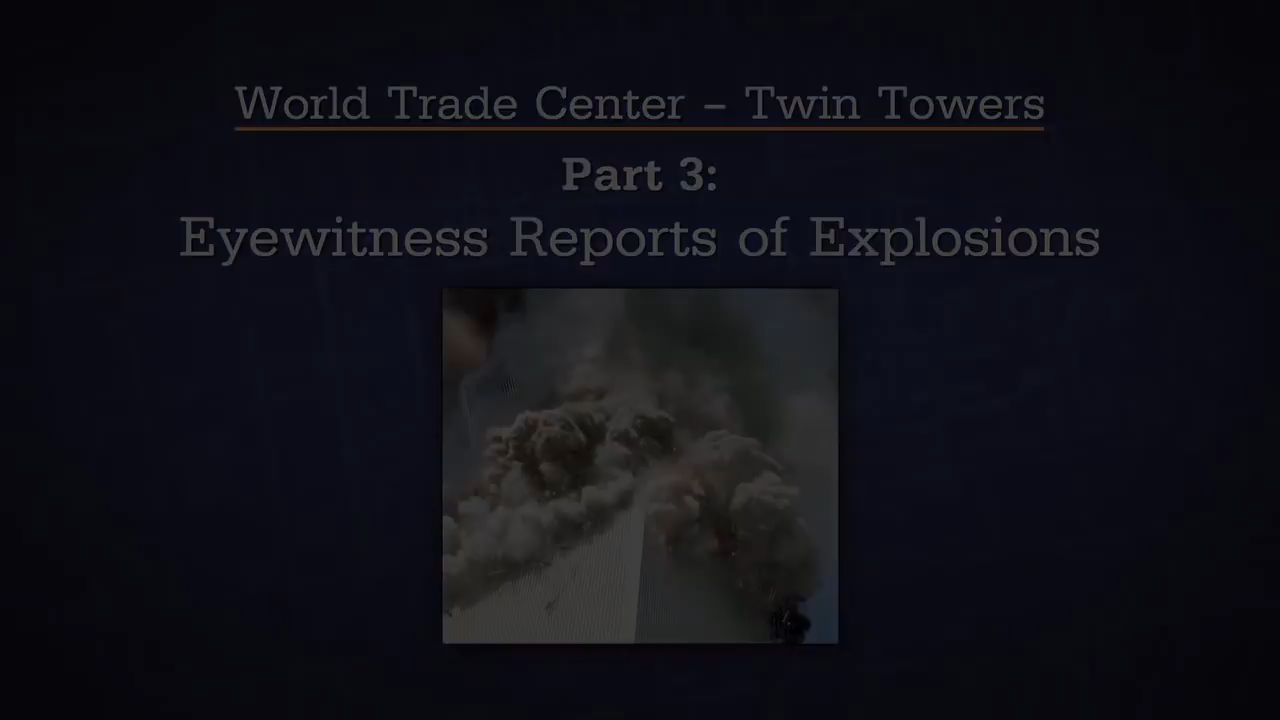 World Trade Center – Twin Towers
Part 3:
Eyewitness Reports of Explosions